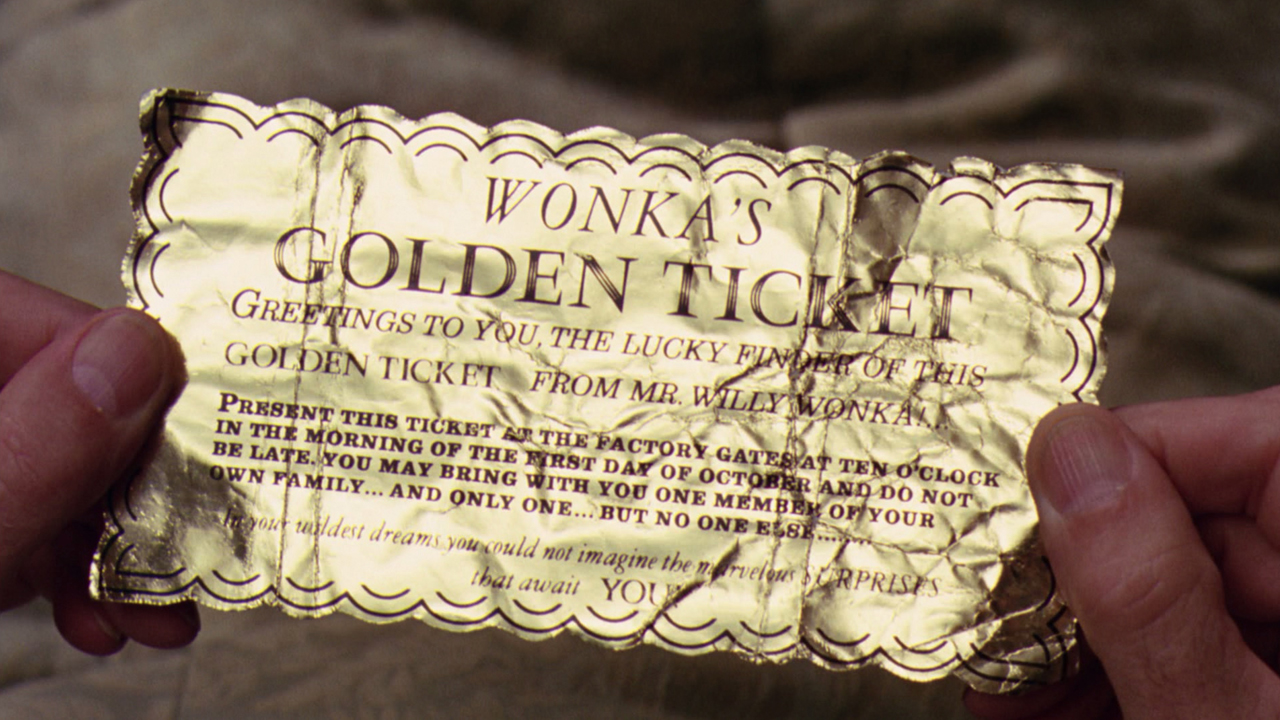 WONKA'S
GOLDEN TICKET
GREETINGS TO YOU, THE LUCKY FINDER OF THIS
GOLDEN TICKET FROM MR. WILLY WONKA!...
PRESENT THIS TICKET AT THE FACTORY GATES AT TEN O'CLOCK
IN THE MORNING OF THE FIRST DAY OF OCTOBER AND DO NOT
BE LATE. YOU MAY BRING WITH YOU ONE MEMBER OF YOUR
OWN FAMILY... AND ONLY ONE... BUT NO ONE ELSE.........
In your wildest dreams you could not imagine the marvelous SURPRISES
that await YOU!